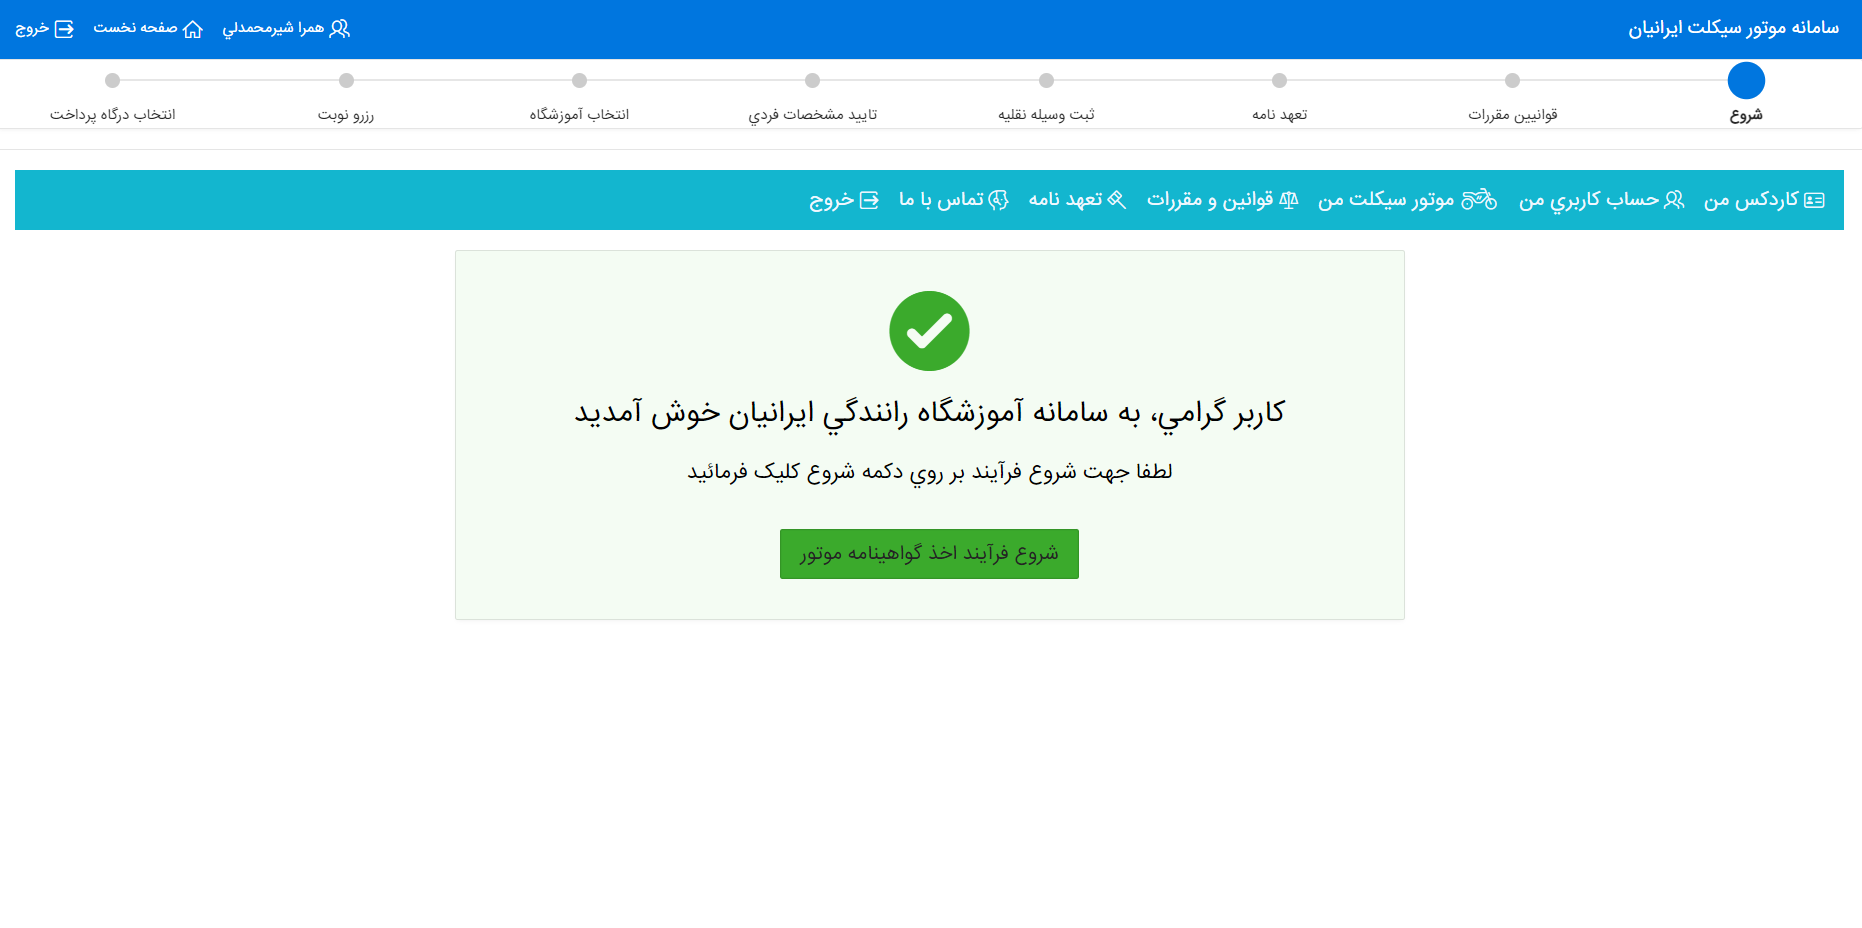 سامانه موتور سیکلت ایرانیان
همرا شيرمحمدلي
صفحه نخست
خروج
شروع
قوانیین مقررات
تعهد نامه
ثبت وسیله نقلیه
تایید مشخصات فردي
انتخاب آموزشگاه
رزرو نوبت
انتخاب درگاه پرداخت
کاردکس من
حساب کاربري من
موتور سیکلت من
قوانین و مقررات
تعهد نامه
تماس با ما
خروج
کاربر گرامي، به سامانه آموزشگاه رانندگي ایرانیان خوش آمدید
لطفا جهت شروع فرآیند بر روي دکمه شروع کلیک فرمائید
شروع فرآیند اخذ گواهینامه موتور